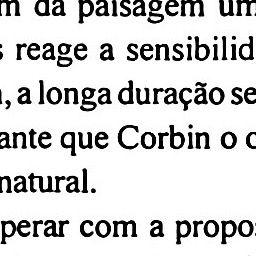 m da paisagem um
s reage a sensibilid
, a longa duração se
ante que Corbin o c
natural.
perar com a propos